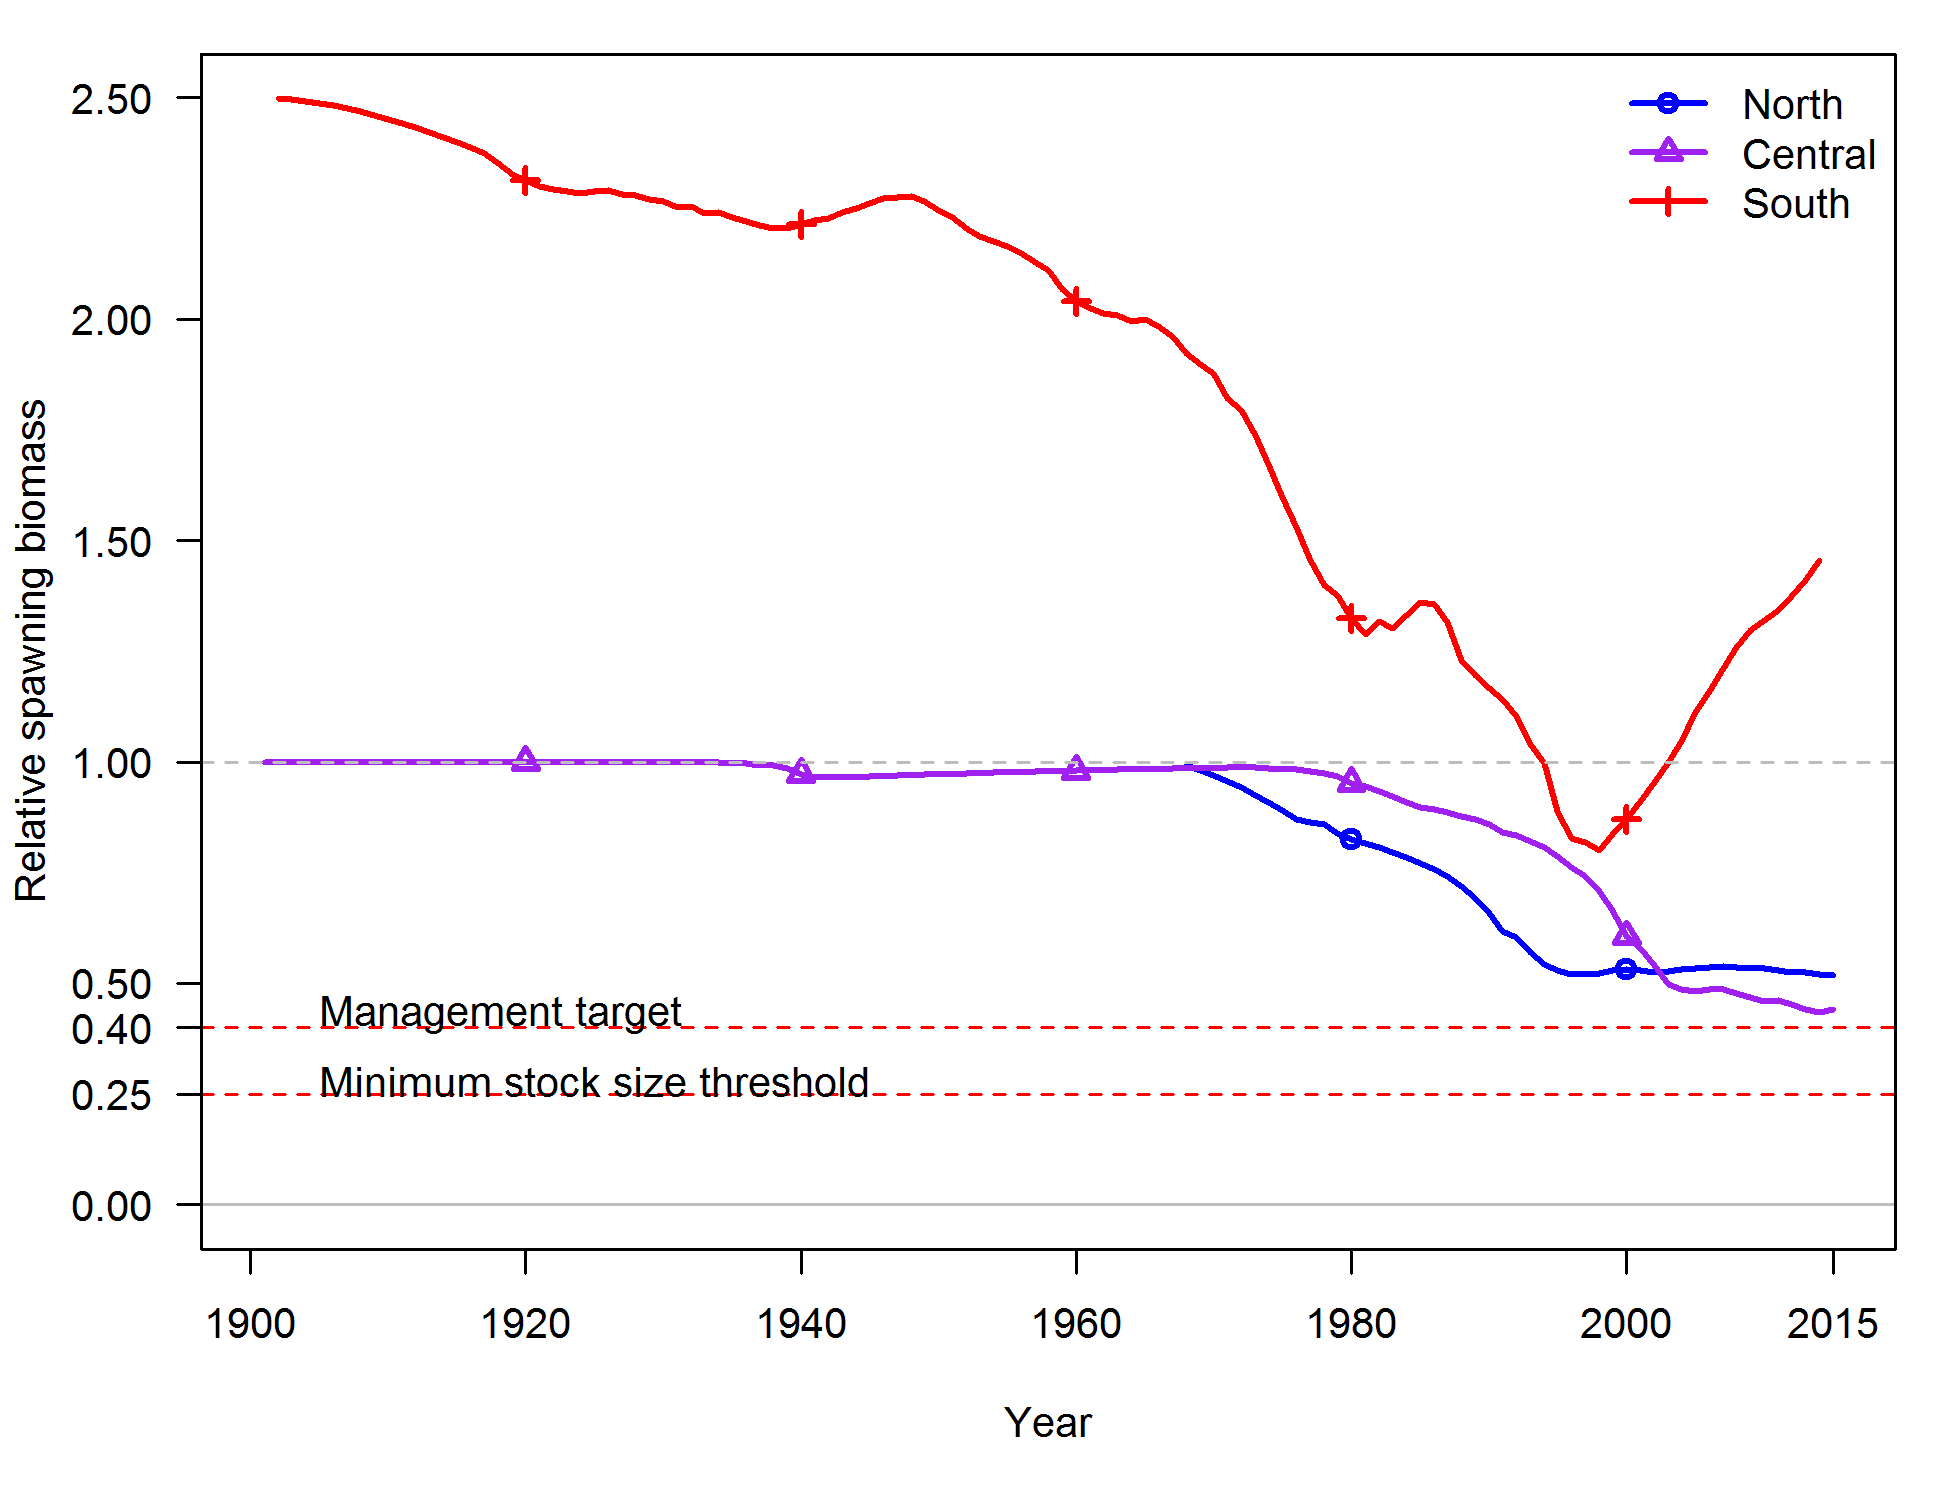 2.50
2.00
1.50
1.00
0.50
0.40
0.25
0.00
Relative spawning biomass
North
Central
South
Management target
Minimum stock size threshold
1900 1920 1940 1960 1980 2000 2015
Year